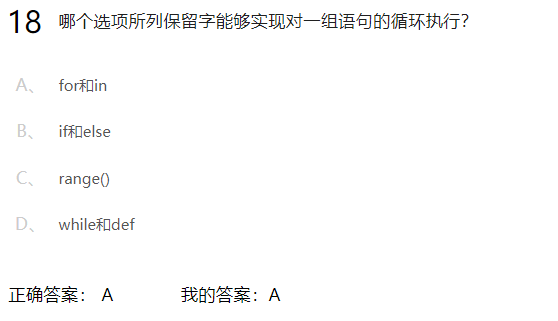 18 哪个选项所列保留字能够实现对一组语句的循环执行?
A、 for和in
B、 if和else
C、 range()
D、 while和def
正确答案： A 我的答案：A